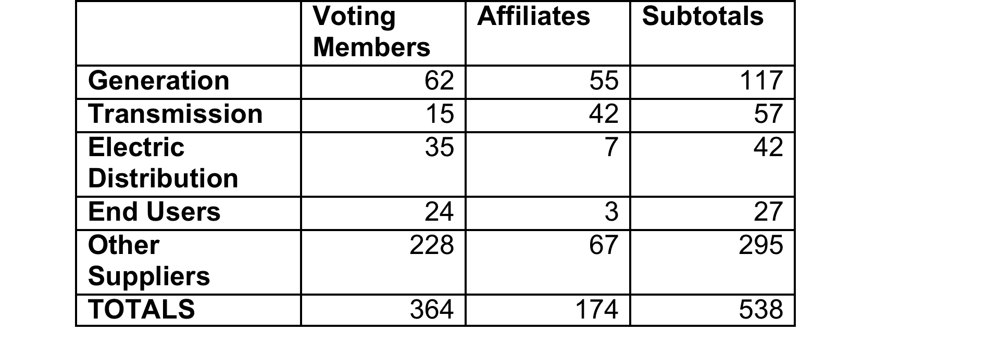 Voting Members Affiliates Subtotals
Generation 62 55 117
Transmission 15 42 57
Electric Distribution 35 7 42
End Users 24 3 27
Other Suppliers 228 67 295
TOTALS 364 174 538